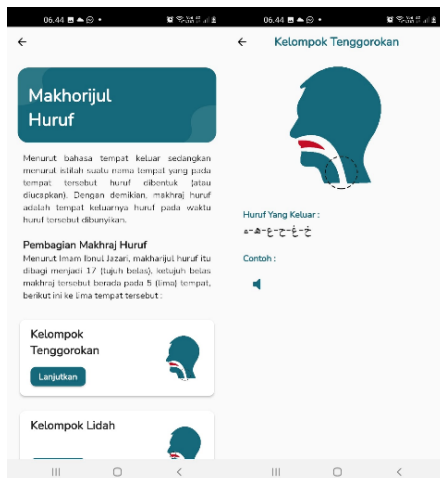 06.44
←
Makhorijul
Huruf
Menurut bahasa tempat keluar sedangkan
menurut istilah suatu nama tempat yang pada
tempat tersebut huruf dibentuk (atau
diucapkan). Dengan demikian, makhraj huruf
adalah tempat keluarnya huruf pada waktu
huruf tersebut dibunyikan.
Pembagian Makhraj Huruf
Menurut Imam Ibnul Jazari, makharijul huruf itu
dibagi menjadi 17 (tujuh belas), ketujuh belas
makhraj tersebut berada pada 5 (lima) tempat,
berikut ini ke lima tempat tersebut :
Kelompok
Tenggorokan
Lanjutkan
Kelompok Lidah
06.44
← Kelompok Tenggorokan
Huruf Yang Keluar :
خ-غ-ح-ع-هـ-ء
Contoh :